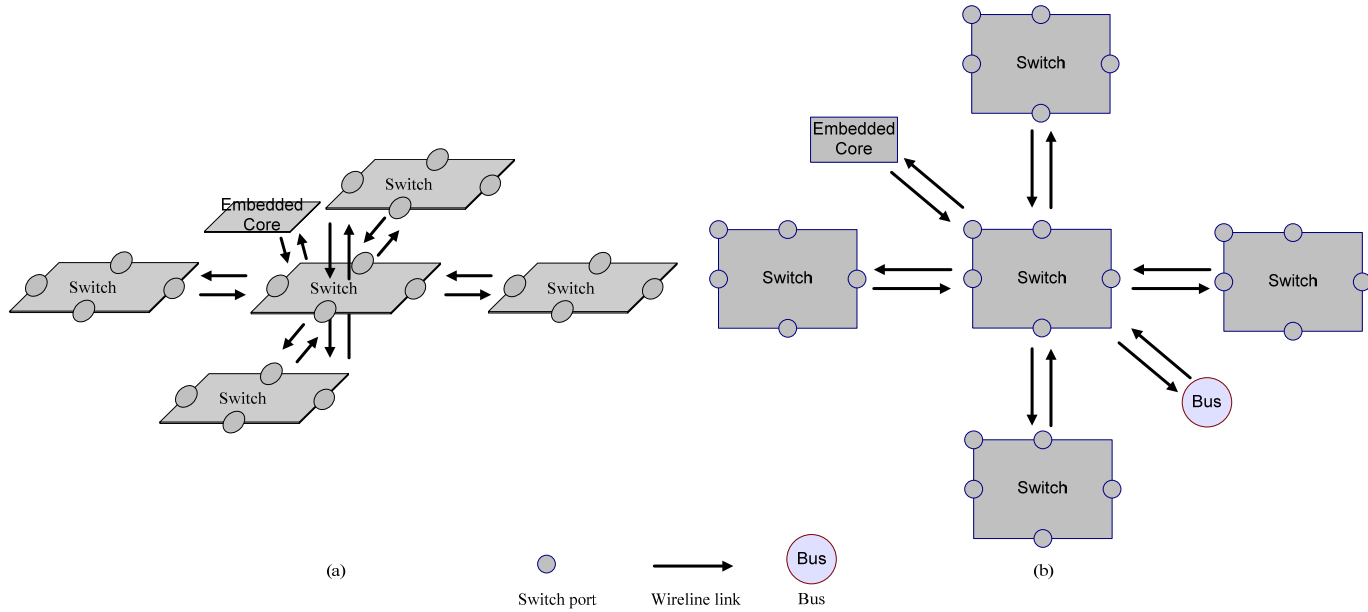 Switch
Embedded
Core
Switch
Switch
Switch
Switch
(a)
Switch
Embedded
Core
Switch
Switch
Switch
Bus
Switch
(b)
Bus
Switch port
Wireline link
Bus